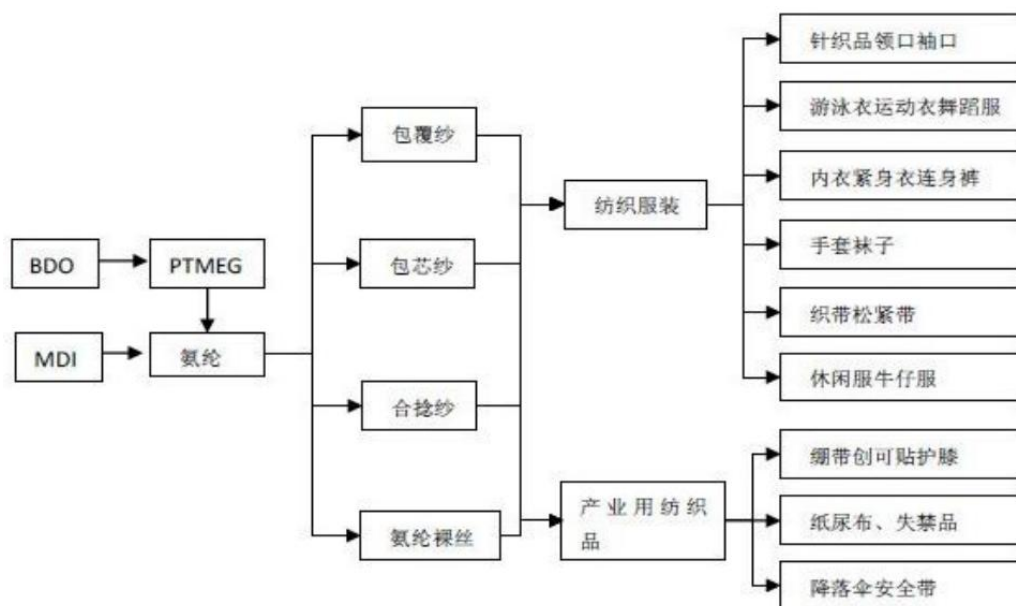 BDO
PTMEG
MDI
氨纶
包覆纱
包芯纱
合捻纱
氨纶裸丝
纺织服装
产业用纺织
品
针织品领口袖口
游泳衣运动衣舞蹈服
内衣紧身衣连身裤
手套袜子
织带松紧带
休闲服牛仔服
绷带创可贴护膝
纸尿布、失禁品
降落伞安全带